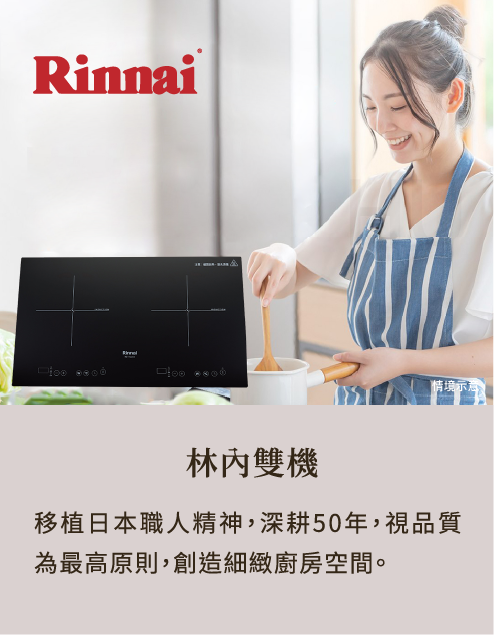 Rinnai
Rinnai
情境示意
林內雙機
移植日本職人精神,深耕50年,視品質
為最高原則,創造細緻廚房空間。